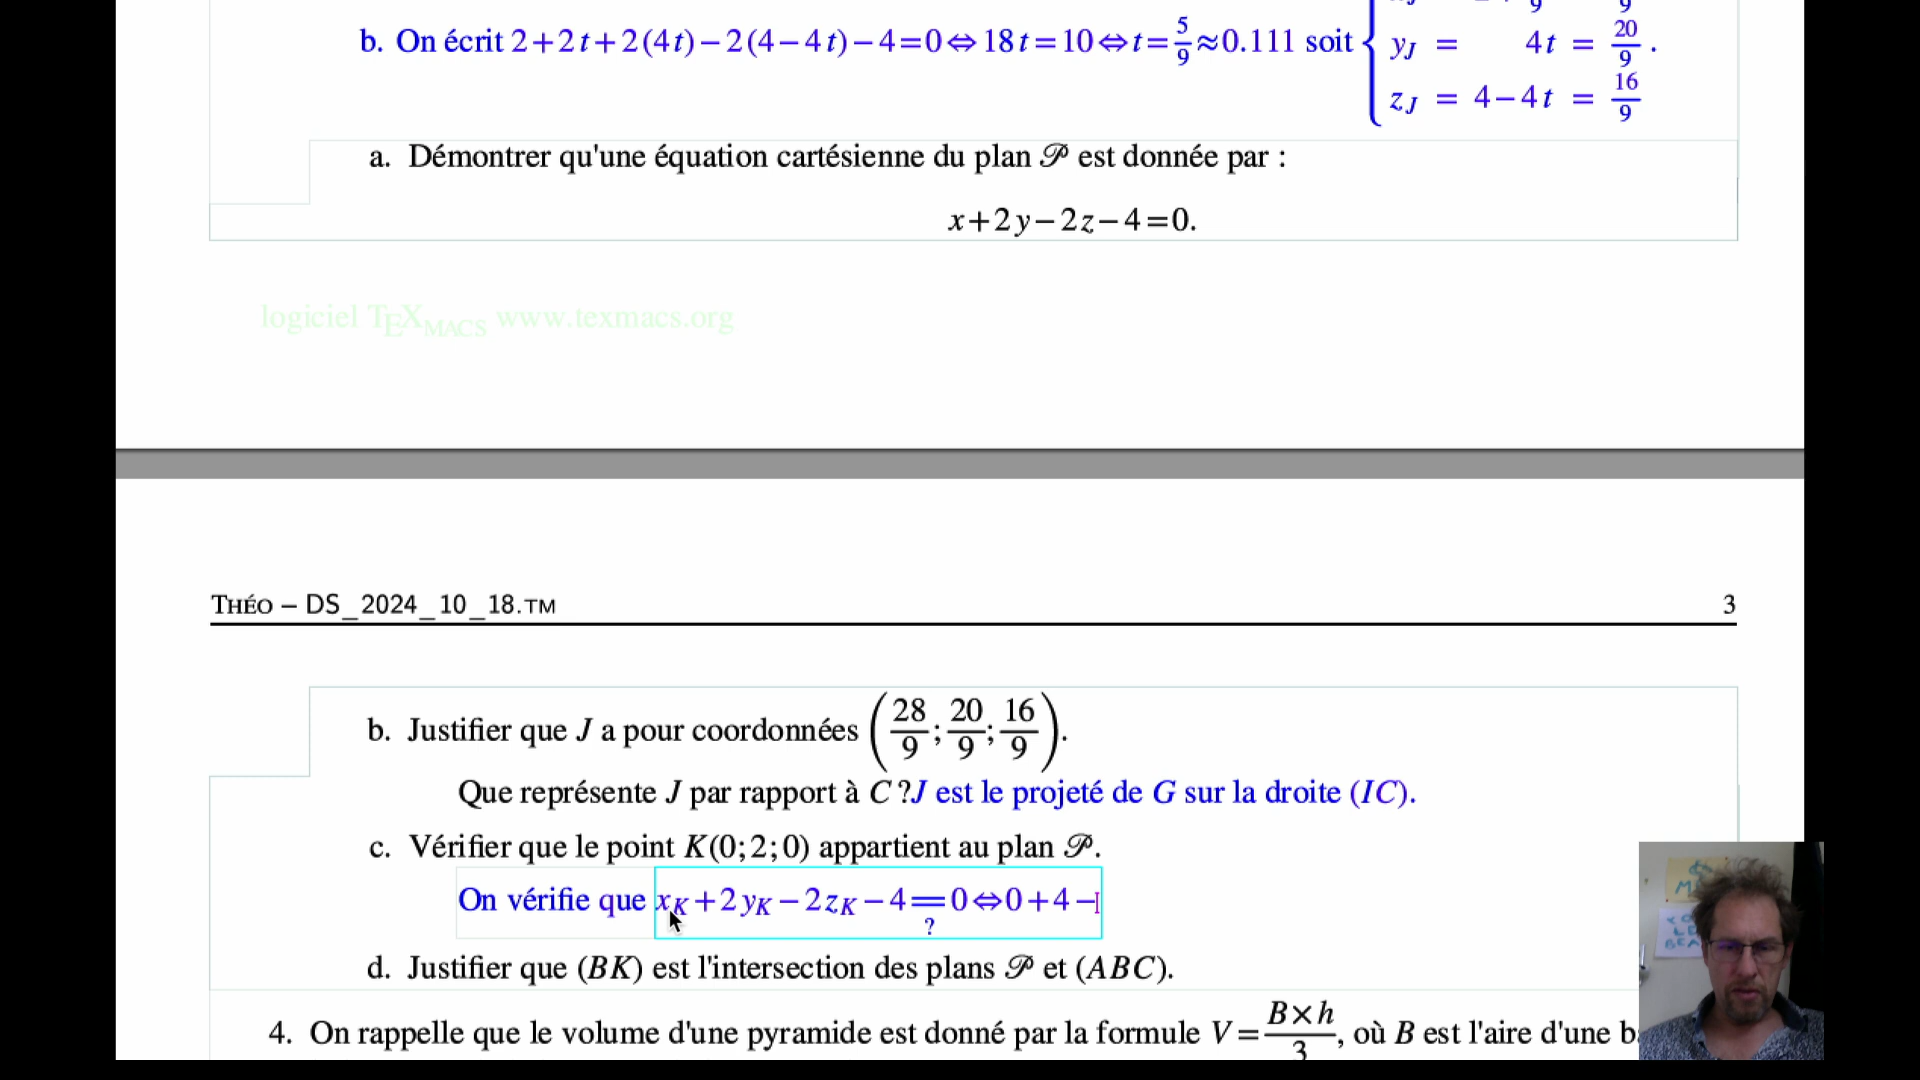 b. On écrit 2+2t+2(4t)−2(4−4t)−4=0⇔18t=10⇔t=5/9≈0.111 soit
y_J = 4t = 20/9 .
z_J = 4−4t = 16/9
a. Démontrer qu'une équation cartésienne du plan 𝒫 est donnée par :
x+2y−2z−4=0.
logiciel TEXMACS www.texmacs.org
THÉO – DS_2024_10_18.TM 3
b. Justifier que J a pour coordonnées (28/9; 20/9; 16/9).
Que représente J par rapport à C ?J est le projeté de G sur la droite (IC).
c. Vérifier que le point K(0;2;0) appartient au plan 𝒫.
On vérifie que x_K+2y_K−2z_K−4=0⇔0+4−
?
d. Justifier que (BK) est l'intersection des plans 𝒫 et (ABC).
4. On rappelle que le volume d'une pyramide est donné par la formule V=B×h/3, où B est l'aire d'une